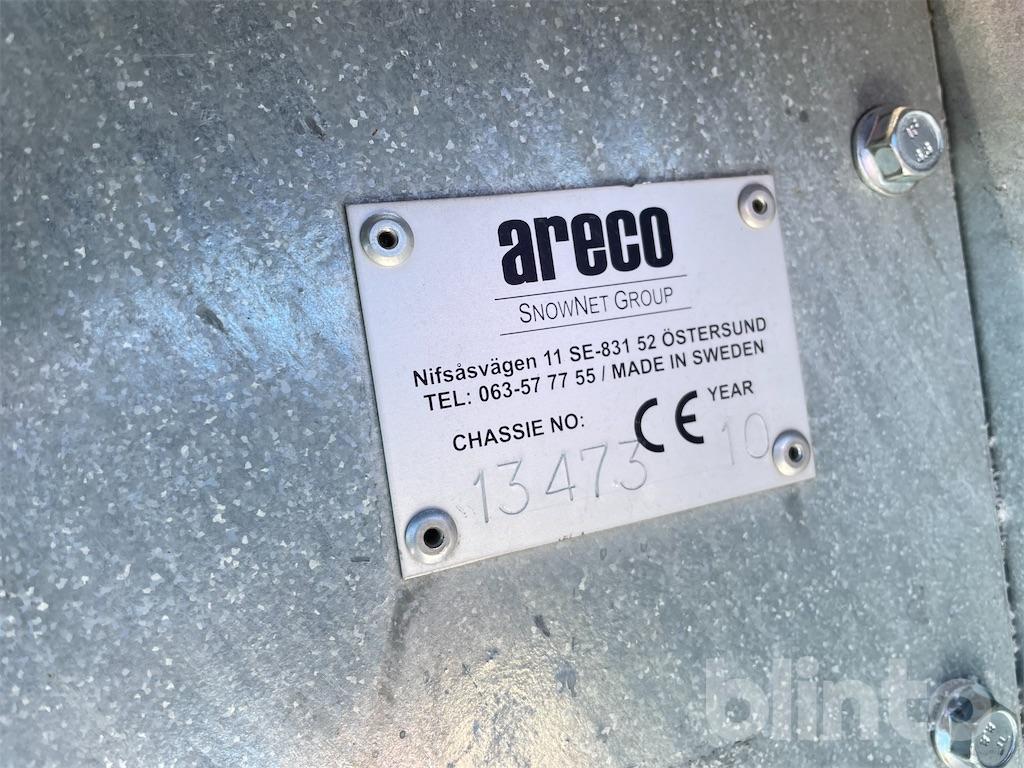 areco
SNOWNET GROUP
Nifsåsvägen 11 SE-831 52 ÖSTERSUND
TEL: 063-57 77 55 / MADE IN SWEDEN
CHASSIE NO: CE YEAR
13473 10
blinto